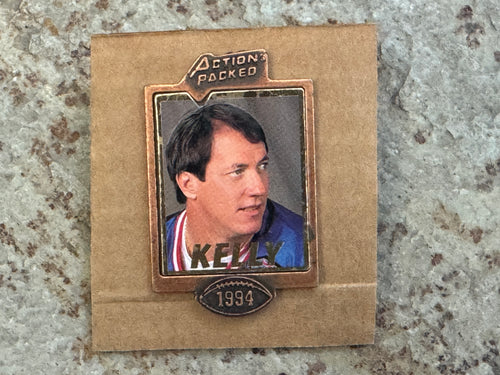 ACTION
PACKED
KELLY
1994